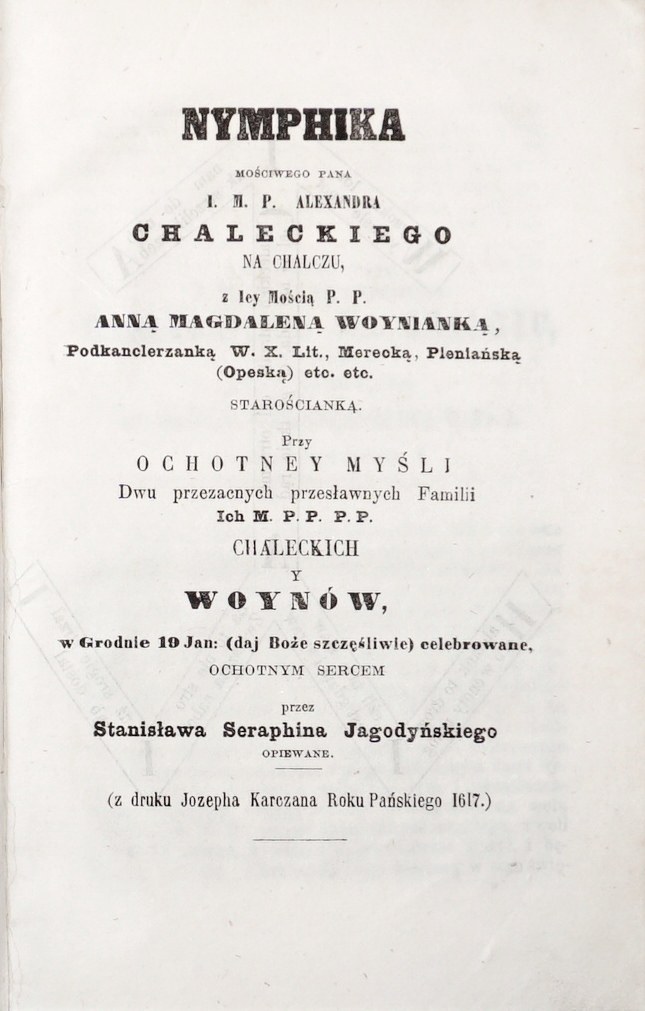 NYMPHIKA
MOŚCIWEGO PANA
I. M. P. ALEXANDRA
CHALECKIEGO
NA CHALCZU,
z Iey Mością P. P.
ANNĄ MAGDALENĄ WOYNIANKĄ,
Podkanclerzanką W. X. Lit., Merecką, Pieniańską
(Opeską) etc. etc.
STAROŚCIANKĄ.
Przy
OCHOTNEY MYŚLI
Dwu przezacnych przesławnych Familii
Ich M. P. P. P. P.
CHALECKICH
Y
WOYNÓW,
w Grodnie 19 Jan: (daj Boże szczęśliwie) celebrowane,
OCHOTNYM SERCEM
przez
Stanisława Seraphina Jagodyńskiego
OPIEWANE.
(z druku Jozepha Karczana Roku Pańskiego 1617.)